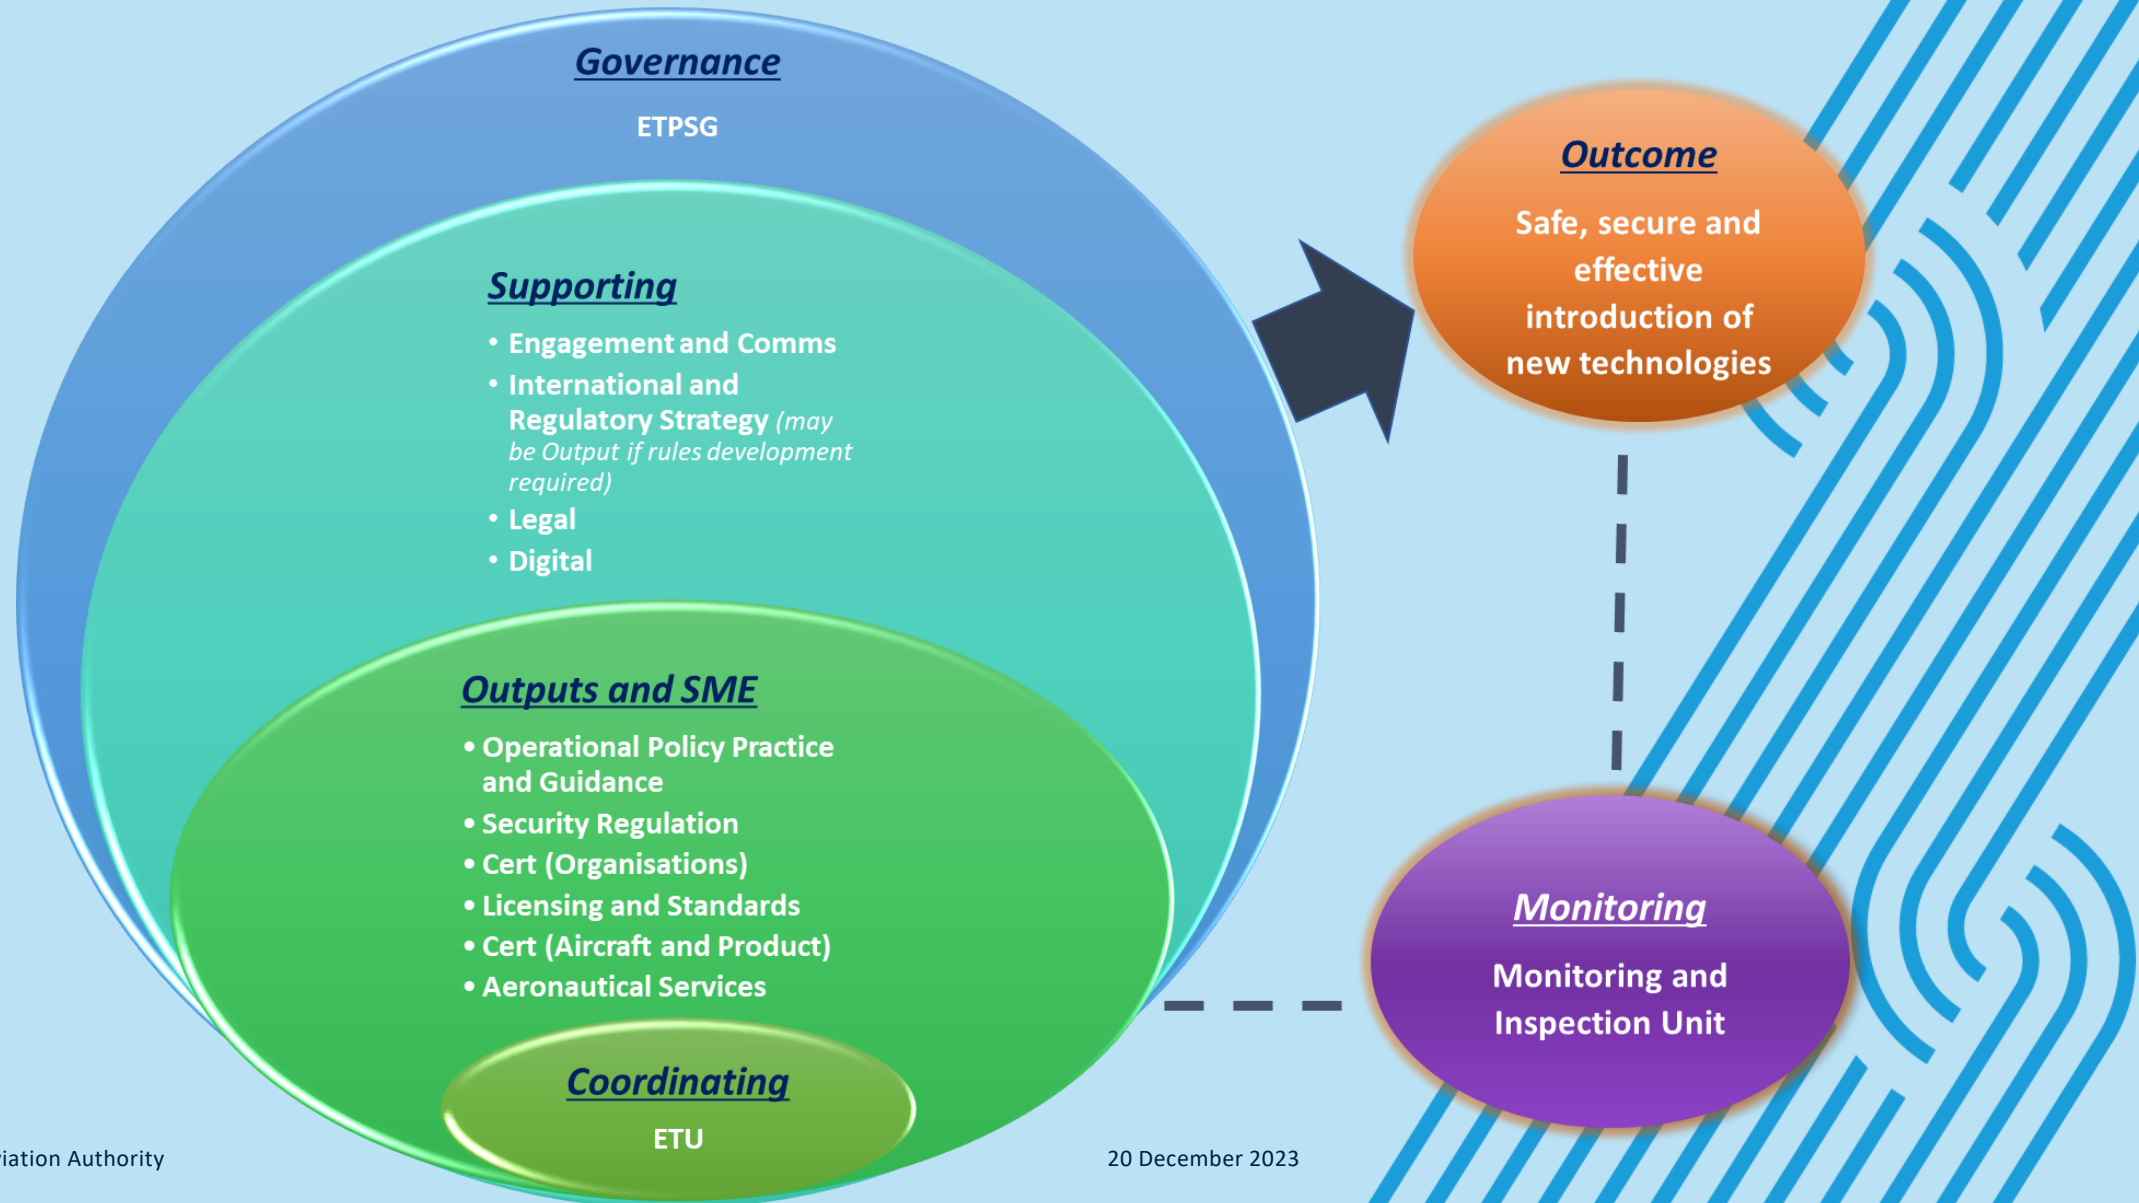 Governance
ETPSG
Supporting
• Engagement and Comms
• International and
Regulatory Strategy (may
be Output if rules development
required)
• Legal
• Digital
Outputs and SME
• Operational Policy Practice
and Guidance
• Security Regulation
• Cert (Organisations)
• Licensing and Standards
• Cert (Aircraft and Product)
• Aeronautical Services
Coordinating
ETU
Outcome
Safe, secure and
effective
introduction of
new technologies
Monitoring
Monitoring and
Inspection Unit
Authority
20 December 2023